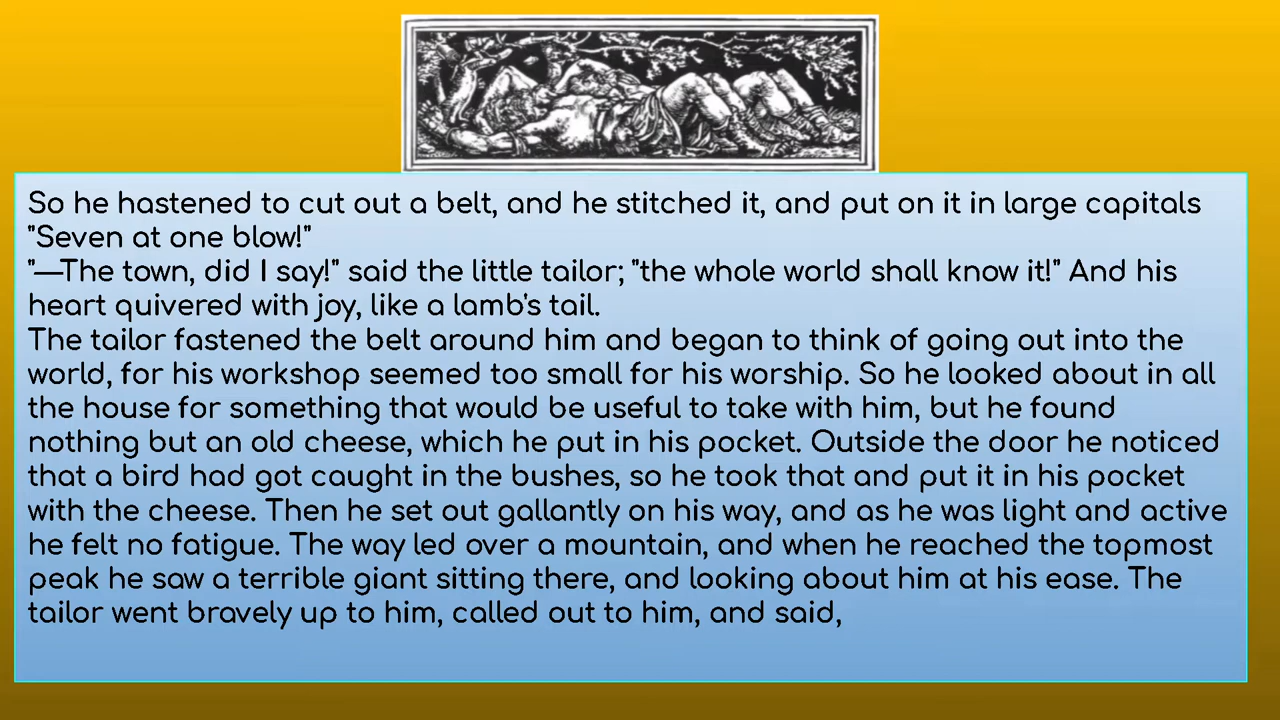 So he hastened to cut out a belt, and he stitched it, and put on it in large capitals
"Seven at one blow!"
"—The town, did I say!" said the little tailor; "the whole world shall know it!" And his
heart quivered with joy, like a lamb's tail.
The tailor fastened the belt around him and began to think of going out into the
world, for his workshop seemed too small for his worship. So he looked about in all
the house for something that would be useful to take with him, but he found
nothing but an old cheese, which he put in his pocket. Outside the door he noticed
that a bird had got caught in the bushes, so he took that and put it in his pocket
with the cheese. Then he set out gallantly on his way, and as he was light and active
he felt no fatigue. The way led over a mountain, and when he reached the topmost
peak he saw a terrible giant sitting there, and looking about him at his ease. The
tailor went bravely up to him, called out to him, and said,